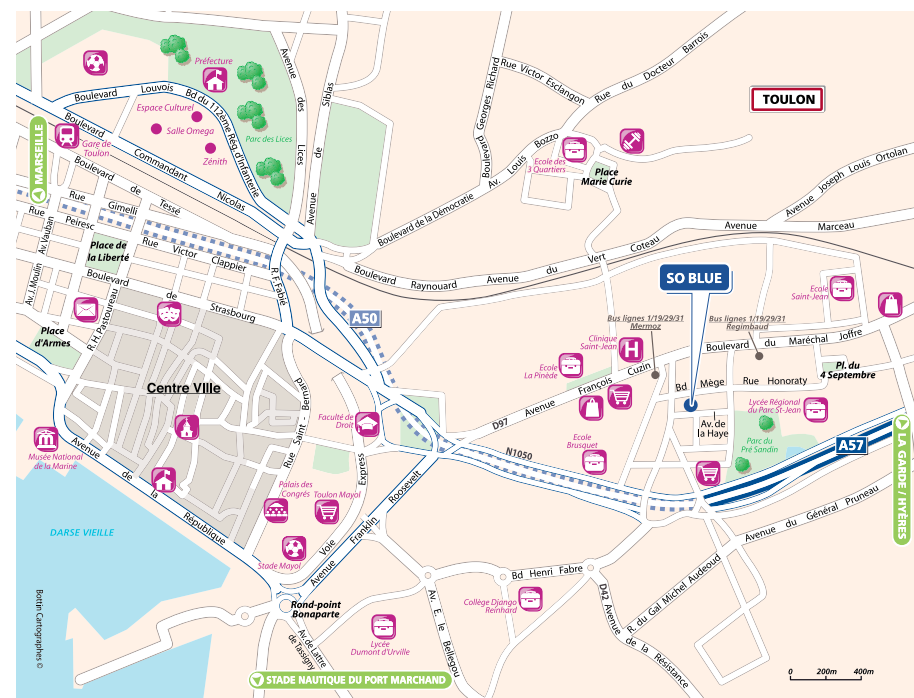 Préfecture
Avenue des Lices
Avenue de Siblas
Boulevard Louvois
Bd du 112ème Rég. d'Infanterie
Espace Culturel
Salle Omega
Zénith
Parc des Lices
Boulevard Georges Richard
Rue Victor Esclangon
Rue du Docteur Barrois
TOULON
MARSEILLE
Gare de
Toulon
Boulevard Commandant Nicolas
Boulevard de Tessé
Av. Louis Bozzo
Ecole des
3 Quartiers
Place
Marie Curie
Avenue Joseph Louis Ortolan
Boulevard de la Démocratie
Rue Gimelli
Rue Peiresc
Av. Vauban
Rue Victor Clappier
Place de
la Liberté
Avenue Marceau
Boulevard Raynouard
Avenue du Vert Coteau
Av. J. Moulin
R. H. Pastoureau
Boulevard de Strasbourg
R. F. Fabié
SO BLUE
Ecole
Saint-Jean
A50
Place
d'Armes
Bus lignes 1/19/29/31
Mermoz
Bus lignes 1/19/29/31
Regimbaud
Clinique
Saint-Jean
Boulevard du Maréchal Joffre
Ecole
La Pinède
Pl. du
4 Septembre
Centre VIlle
Rue Saint-Bernard
D97
Avenue François Cuzin
Bd Mège
Rue Honoraty
Lycée Régional
du Parc St-Jean
Faculté de
Droit
Av. de
la Haye
Parc du
Pré Sandin
A57
Ecole
Brusquet
Musée National
de la Marine
N1050
LA GARDE / HYÈRES
Avenue de la République
Palais des
Congrés
Toulon Mayol
Voie Express
Avenue Franklin Roosevelt
Avenue du Général Pruneau
DARSE VIEILLE
Stade Mayol
Bd Henri Fabre
R. du Gal Michel Audeoud
Bottin Cartographes ©
Rond-point
Bonaparte
Collège Django
Reinhard
Av. de Lattre
de Tassigny
Lycée
Dumont d'Urville
Av. E. le Bellegou
D42 Avenue de la Résistance
STADE NAUTIQUE DU PORT MARCHAND
0 200m 400m